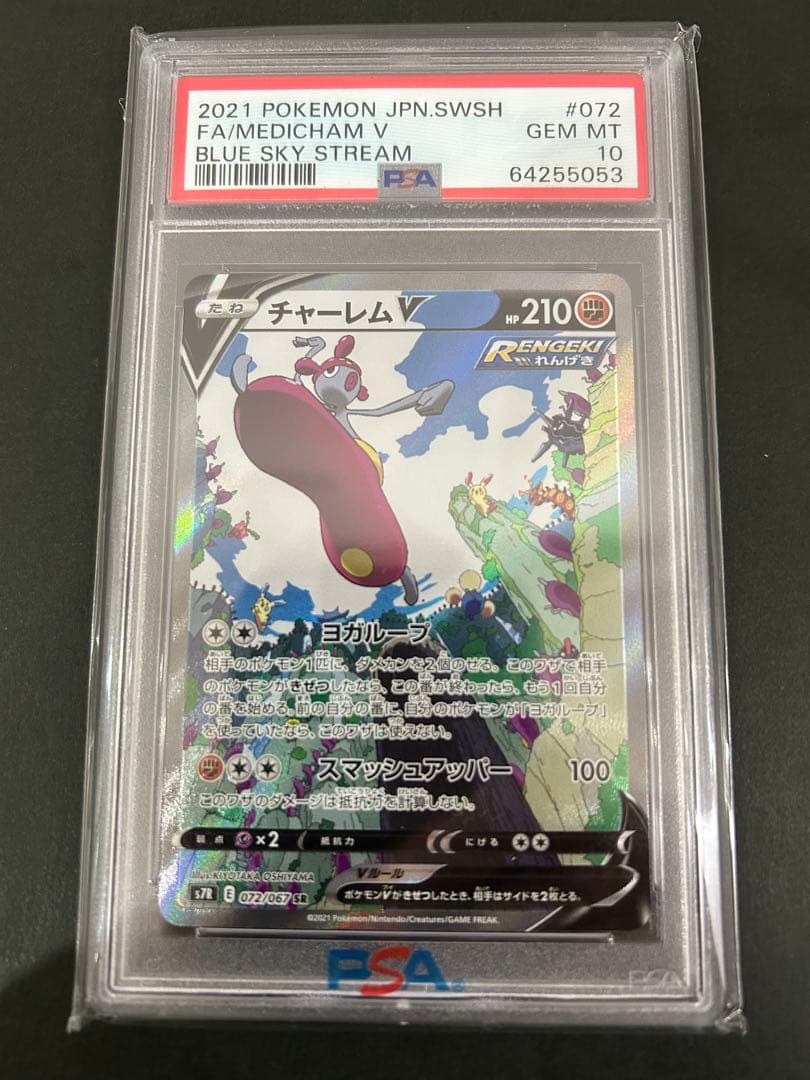 2021 POKEMON JPN.SWSH #072
FA/MEDICHAM V GEM MT
BLUE SKY STREAM 10
PSA 64255053
たね チャーレムV HP 210
RENGEKI
れんげき
ヨガループ
相手のポケモン1匹に、ダメカンを2個のせる。このワザで相手
のポケモンがきぜつしたなら、この番が終わったら、もう1回自分
の番を始める。前の自分の番に、自分のポケモンが「ヨガループ」
を使っていたなら、このワザは使えない。
スマッシュアッパー 100
このワザのダメージは抵抗力を計算しない。
弱点 ×2 抵抗力 にげる
Illus. KIYOTAKA OSHIYAMA
Vルール
s7R E 072/067 SR
ポケモンVがきぜつしたとき、相手はサイドを2枚とる。
©2021 Pokémon/Nintendo/Creatures/GAME FREAK.
PSA
PSA